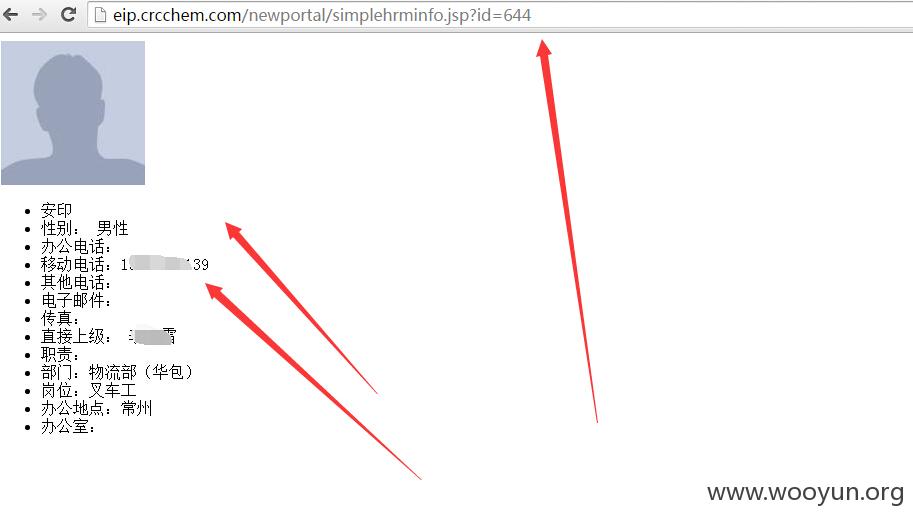 eip.crcchem.com/newportal/simplehrminfo.jsp?id=644
安印
性别： 男性
办公电话：
移动电话：1 139
其他电话：
电子邮件：
传真：
直接上级： 雷
职责：
部门：物流部（华包）
岗位：叉车工
办公地点：常州
办公室：
www.wooyun.org